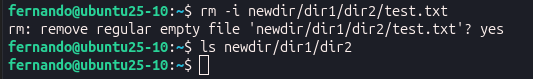 fernando@ubuntu25-10:~$ rm -i newdir/dir1/dir2/test.txt
rm: remove regular empty file 'newdir/dir1/dir2/test.txt'? yes
fernando@ubuntu25-10:~$ ls newdir/dir1/dir2
fernando@ubuntu25-10:~$